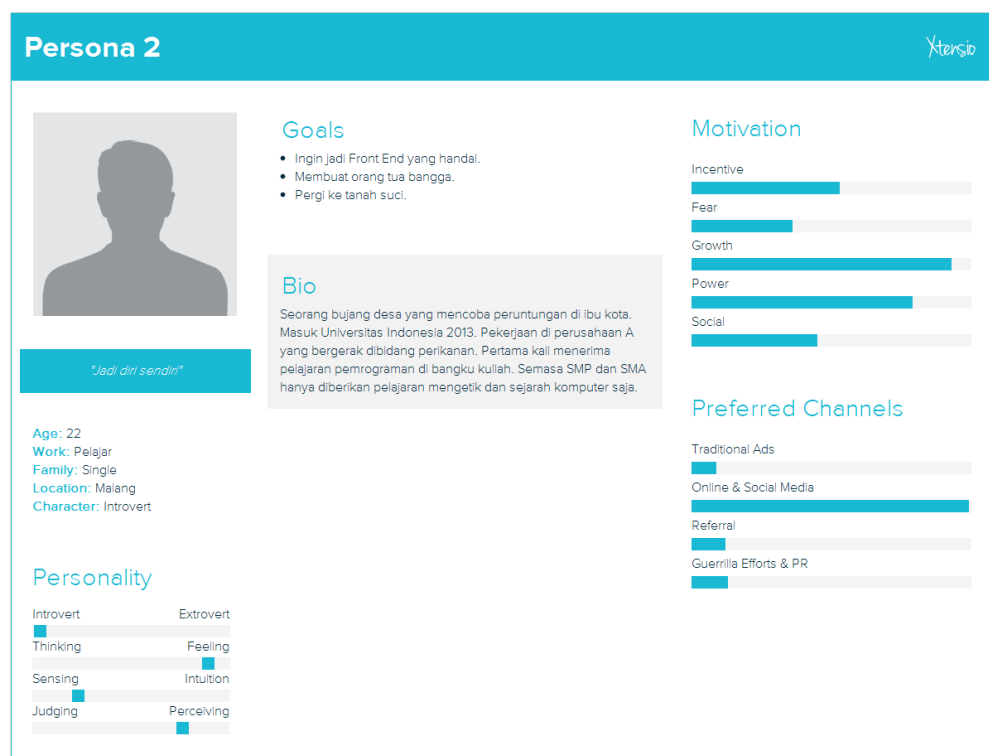 Persona 2
Xtensio
"Jadi diri sendiri"
Age: 22
Work: Pelajar
Family: Single
Location: Malang
Character: Introvert
Personality
Introvert Extrovert
Thinking Feeling
Sensing Intuition
Judging Perceiving
Goals
Ingin jadi Front End yang handal.
Membuat orang tua bangga.
Pergi ke tanah suci.
Bio
Seorang bujang desa yang mencoba peruntungan di ibu kota.
Masuk Universitas Indonesia 2013. Pekerjaan di perusahaan A
yang bergerak dibidang perikanan. Pertama kali menerima
pelajaran pemrograman di bangku kuliah. Semasa SMP dan SMA
hanya diberikan pelajaran mengetik dan sejarah komputer saja.
Motivation
Incentive
Fear
Growth
Power
Social
Preferred Channels
Traditional Ads
Online & Social Media
Referral
Guerrilla Efforts & PR